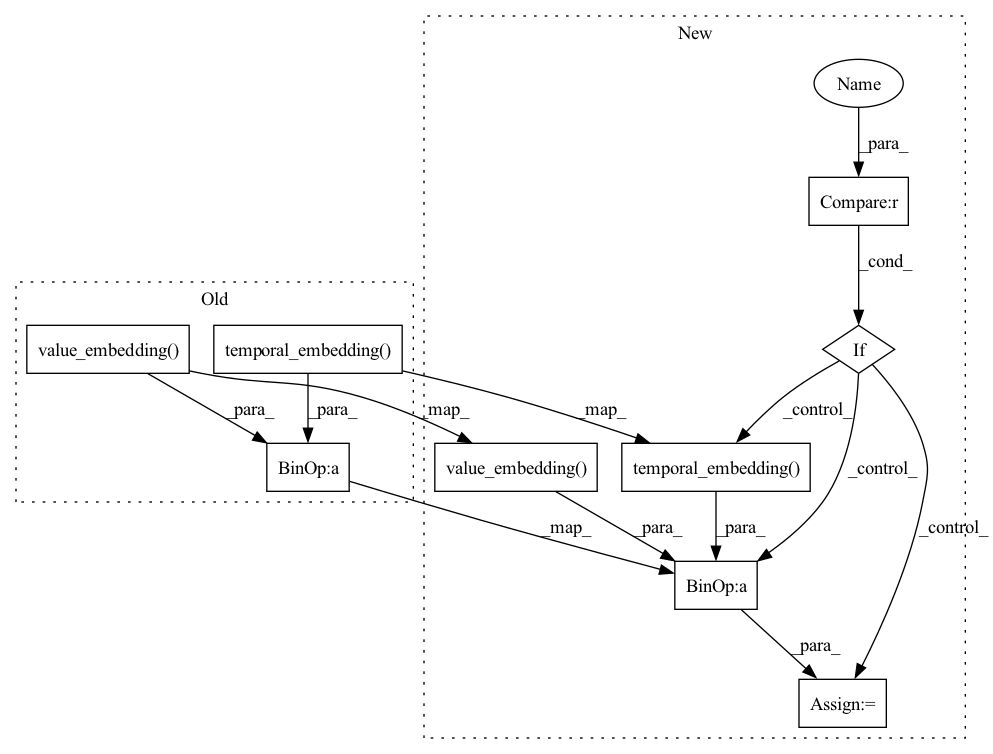 New
Name
_para_
Compare:r
_cond_
Old
value_embedding()
temporal_embedding()
If
_para_
_para_
_map_
_map_
_control_
BinOp:a
value_embedding()
temporal_embedding()
_control_
_map_
_para_
_para_
_control_
BinOp:a
_para_
Assign:=